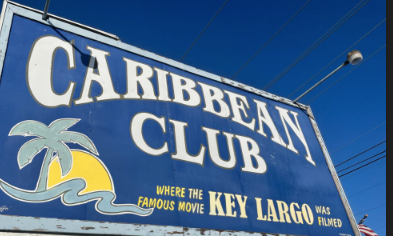 CARIBBEAN
CLUB
WHERE THE
FAMOUS MOVIE
KEY LARGO
WAS
FILMED